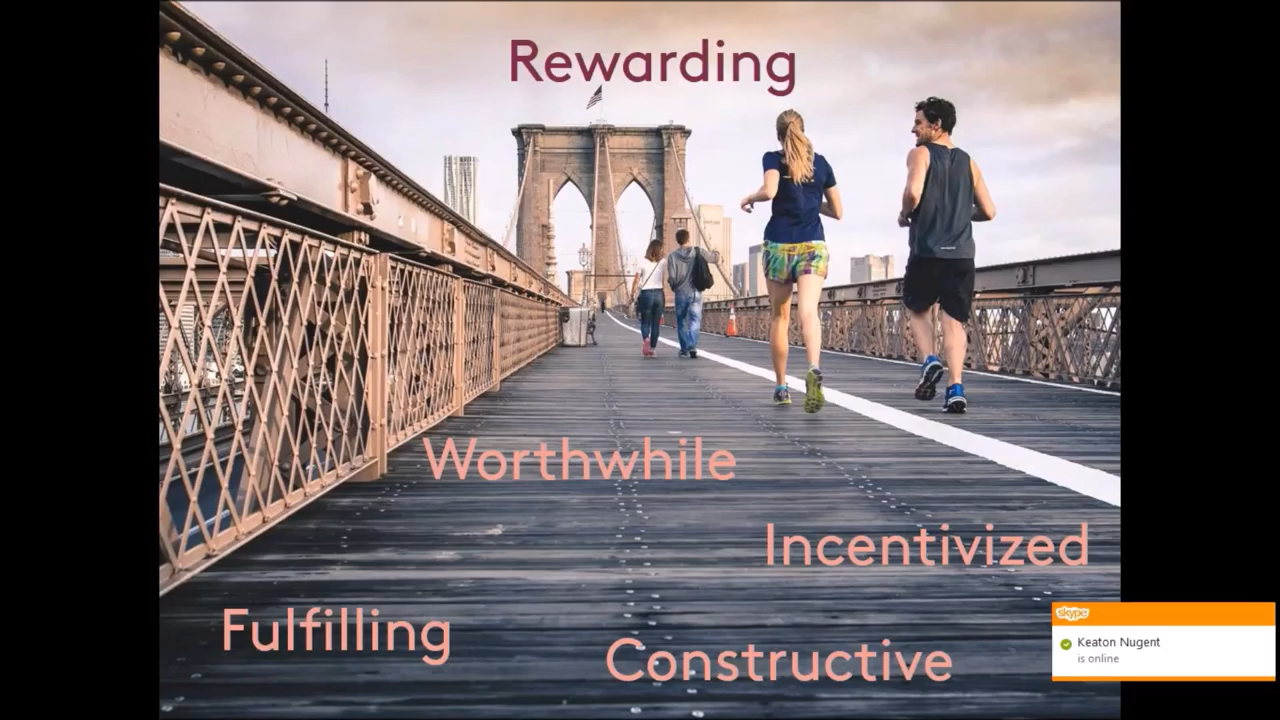 Rewarding
Worthwhile
Incentivized
Fulfilling
Constructive
skype
Keaton Nugent
is online